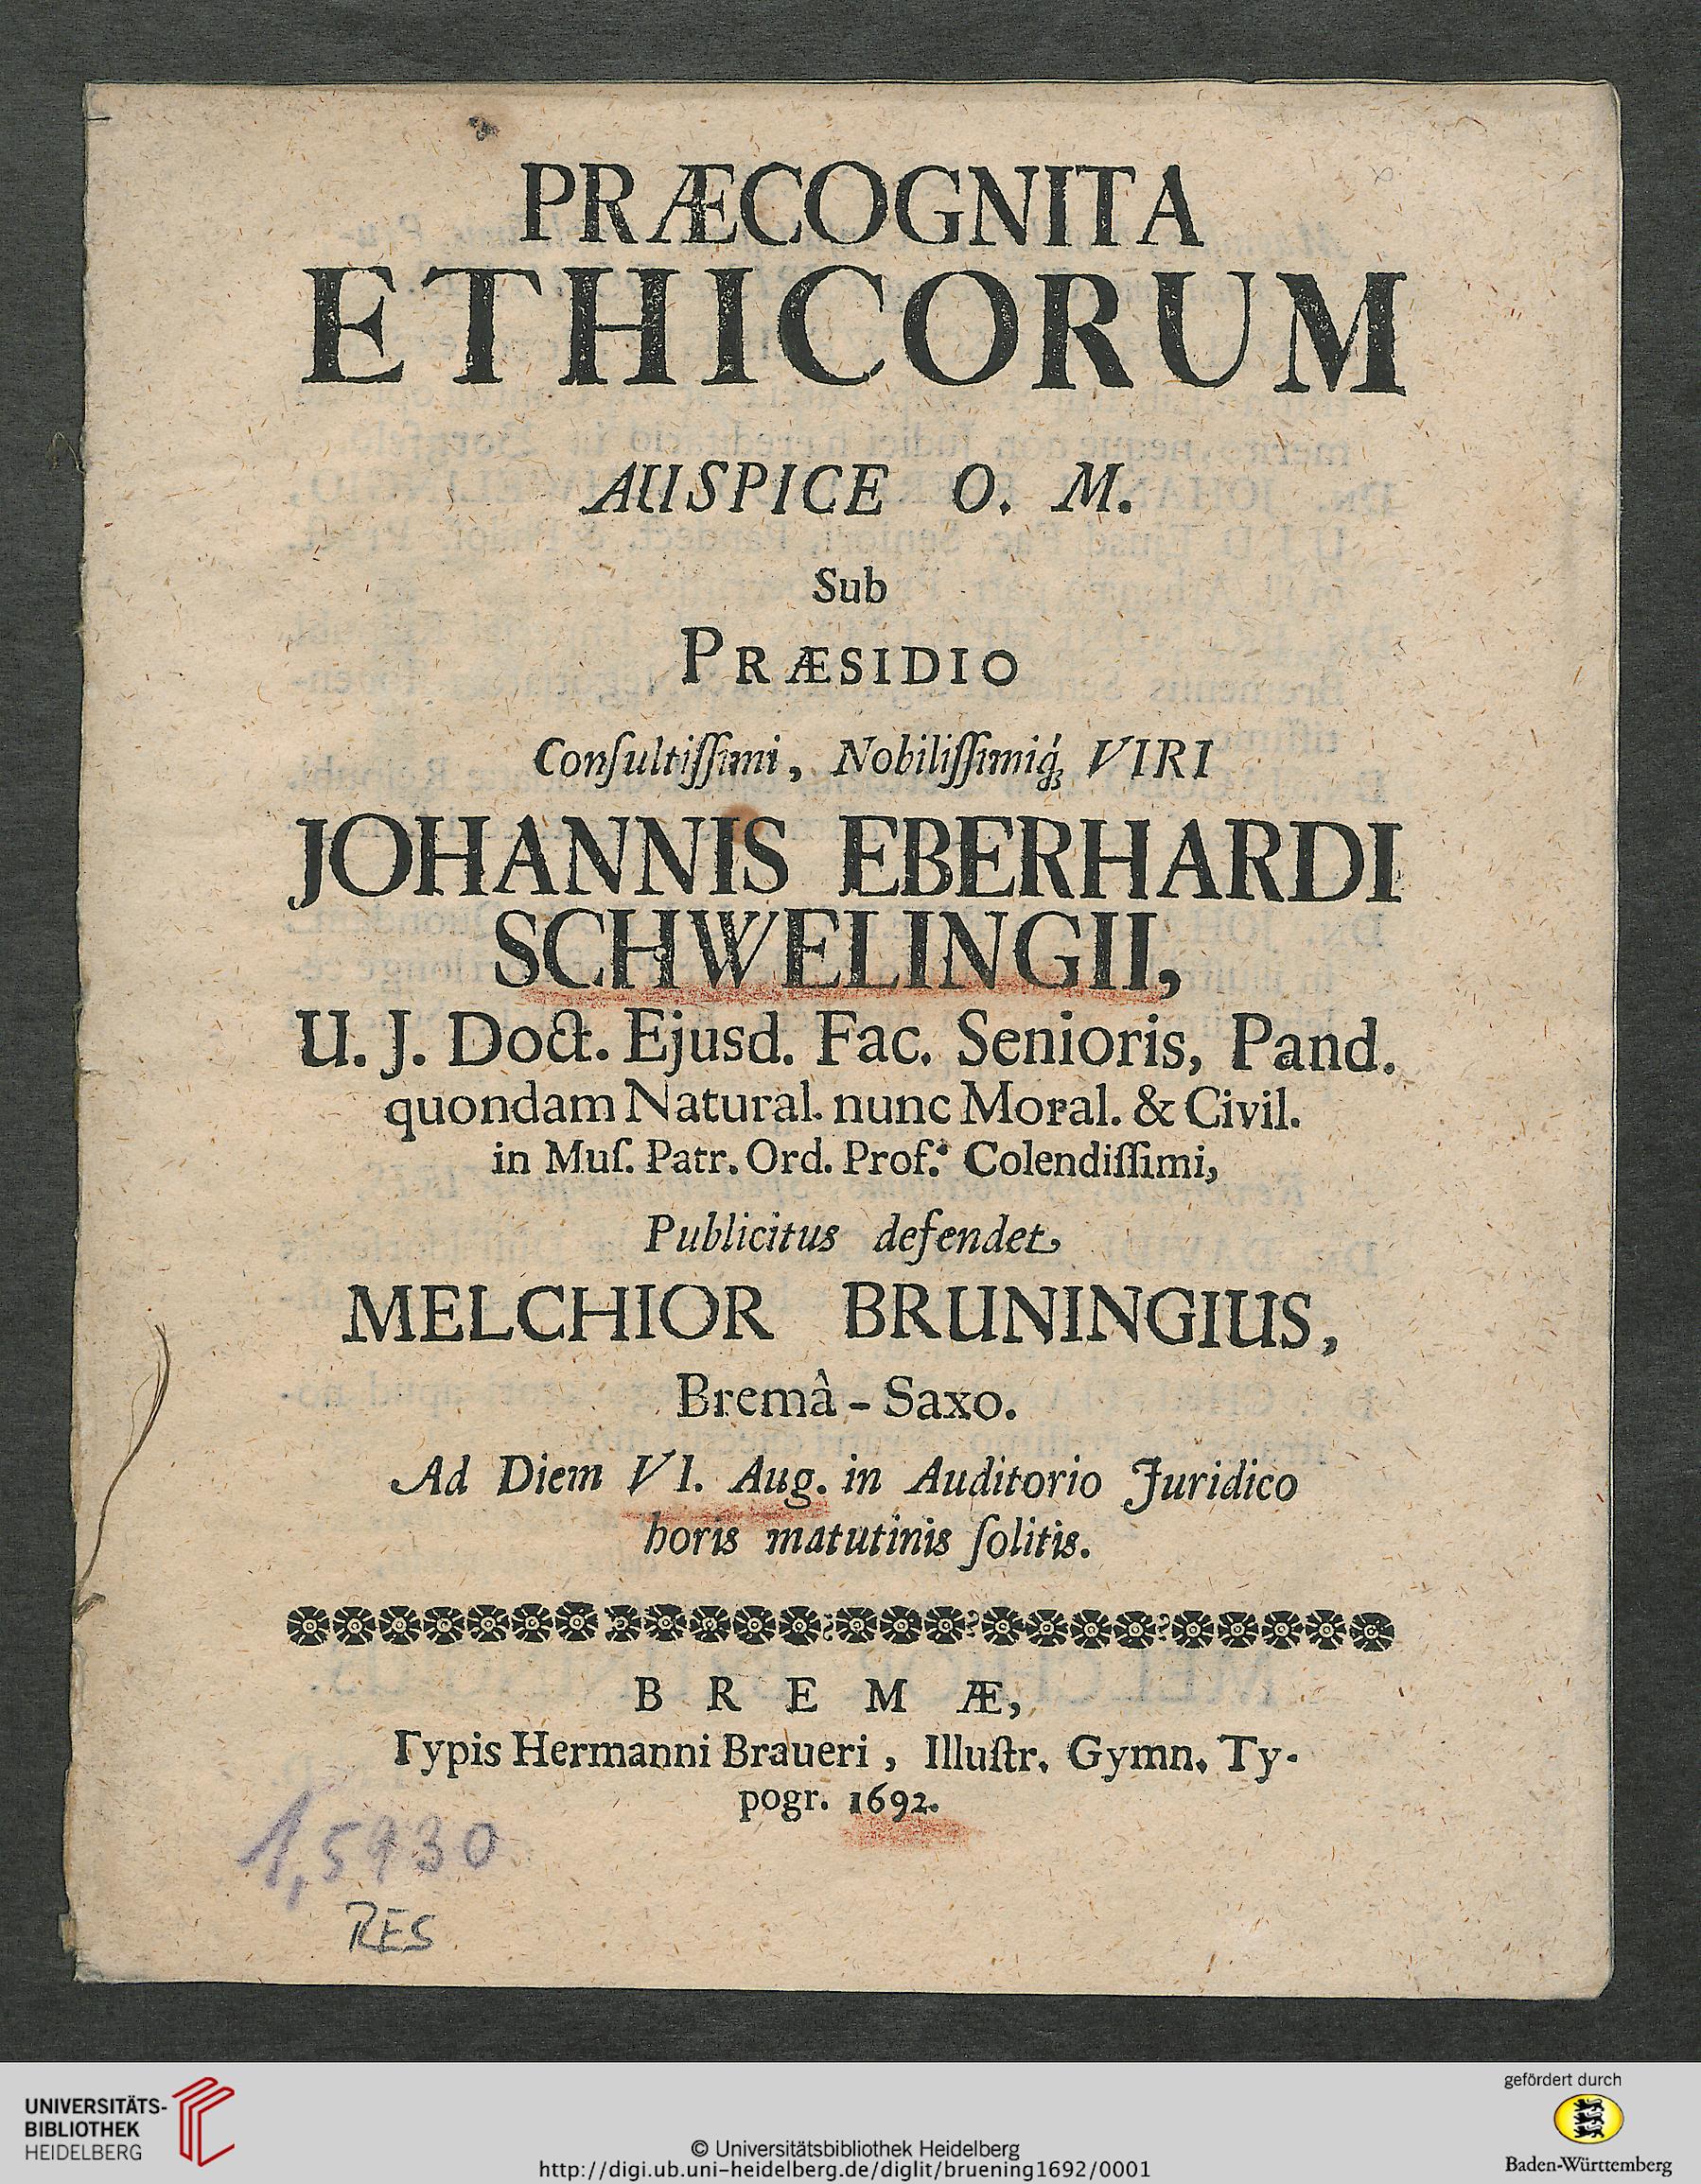 PRÆCOGNITA
ETHICORUM
AUSPICE O. M.
Sub
PRÆSIDIO
Conſultiſſimi, Nobiliſſimiq́ꝫ VIRI
JOHANNIS EBERHARDI
SCHWELINGII,
U. J. Doct. Ejusd. Fac. Senioris, Pand.
quondam Natural. nunc Moral. & Civil.
in Muſ. Patr. Ord. Prof. Colendiſſimi,
Publicitus defendet
MELCHIOR BRUNINGIUS,
Bremâ-Saxo.
Ad Diem VI. Aug. in Auditorio Juridico
horis matutinis ſolitis.
BREMÆ,
Typis Hermanni Braueri, Illuſtr. Gymn. Ty-
pogr. 1692.
1,5930
RES
UNIVERSITÄTS-
BIBLIOTHEK
HEIDELBERG
© Universitätsbibliothek Heidelberg
http://digi.ub.uni-heidelberg.de/diglit/bruening1692/0001
gefördert durch
Baden-Württemberg